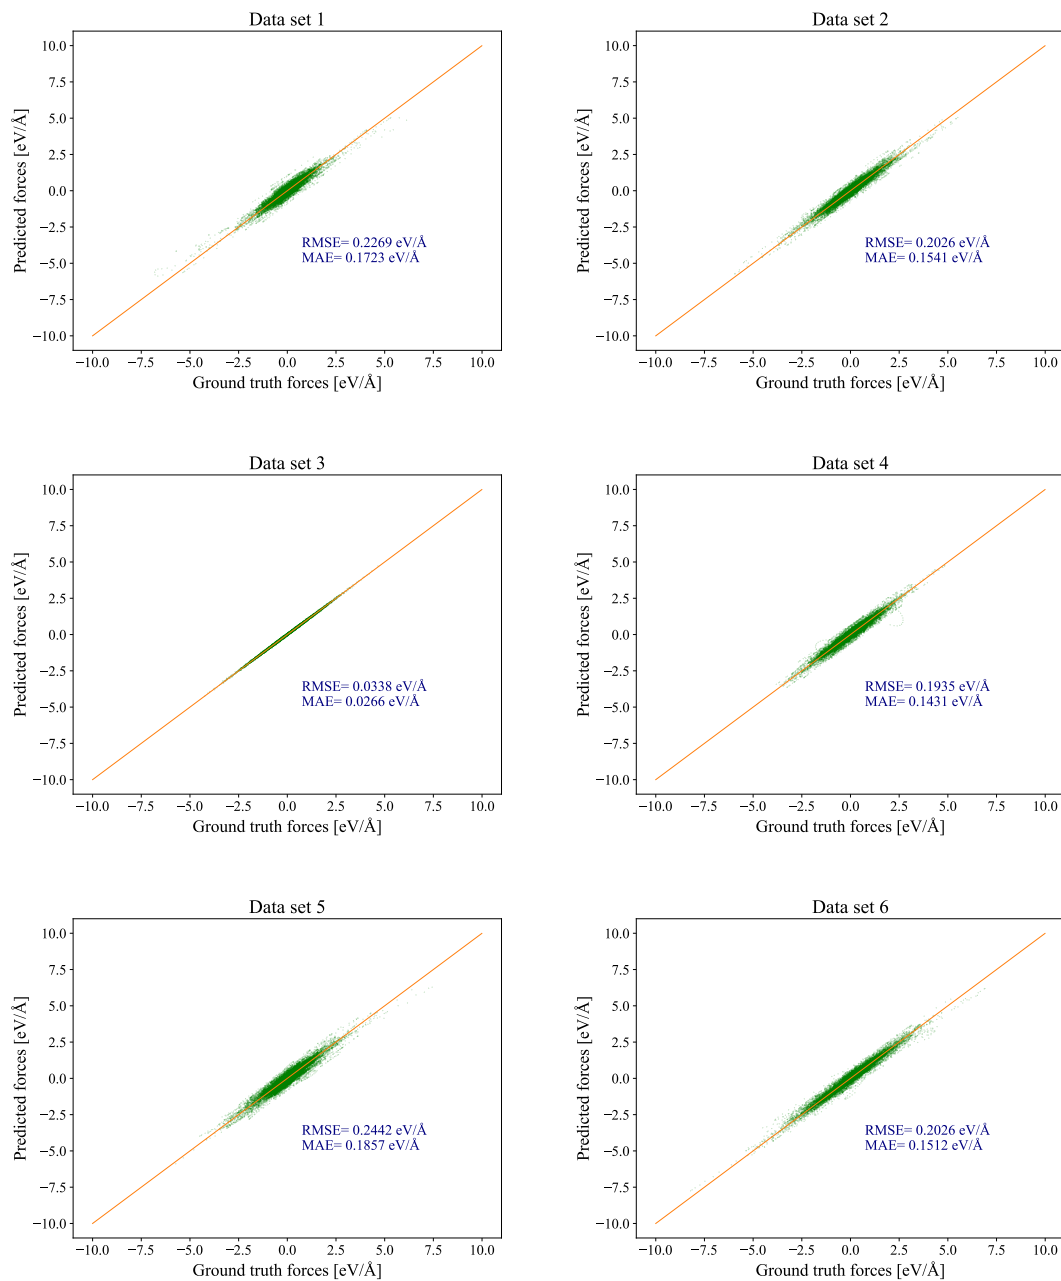 Data set 1
10.0
7.5
5.0
2.5
0.0
−2.5
−5.0
−7.5
−10.0
Predicted forces [eV/Å]
RMSE= 0.2269 eV/Å
MAE= 0.1723 eV/Å
−10.0 −7.5 −5.0 −2.5 0.0 2.5 5.0 7.5 10.0
Ground truth forces [eV/Å]
Data set 2
10.0
7.5
5.0
2.5
0.0
−2.5
−5.0
−7.5
−10.0
Predicted forces [eV/Å]
RMSE= 0.2026 eV/Å
MAE= 0.1541 eV/Å
−10.0 −7.5 −5.0 −2.5 0.0 2.5 5.0 7.5 10.0
Ground truth forces [eV/Å]
Data set 3
10.0
7.5
5.0
2.5
0.0
−2.5
−5.0
−7.5
−10.0
Predicted forces [eV/Å]
RMSE= 0.0338 eV/Å
MAE= 0.0266 eV/Å
−10.0 −7.5 −5.0 −2.5 0.0 2.5 5.0 7.5 10.0
Ground truth forces [eV/Å]
Data set 4
10.0
7.5
5.0
2.5
0.0
−2.5
−5.0
−7.5
−10.0
Predicted forces [eV/Å]
RMSE= 0.1935 eV/Å
MAE= 0.1431 eV/Å
−10.0 −7.5 −5.0 −2.5 0.0 2.5 5.0 7.5 10.0
Ground truth forces [eV/Å]
Data set 5
10.0
7.5
5.0
2.5
0.0
−2.5
−5.0
−7.5
−10.0
Predicted forces [eV/Å]
RMSE= 0.2442 eV/Å
MAE= 0.1857 eV/Å
−10.0 −7.5 −5.0 −2.5 0.0 2.5 5.0 7.5 10.0
Ground truth forces [eV/Å]
Data set 6
10.0
7.5
5.0
2.5
0.0
−2.5
−5.0
−7.5
−10.0
Predicted forces [eV/Å]
RMSE= 0.2026 eV/Å
MAE= 0.1512 eV/Å
−10.0 −7.5 −5.0 −2.5 0.0 2.5 5.0 7.5 10.0
Ground truth forces [eV/Å]